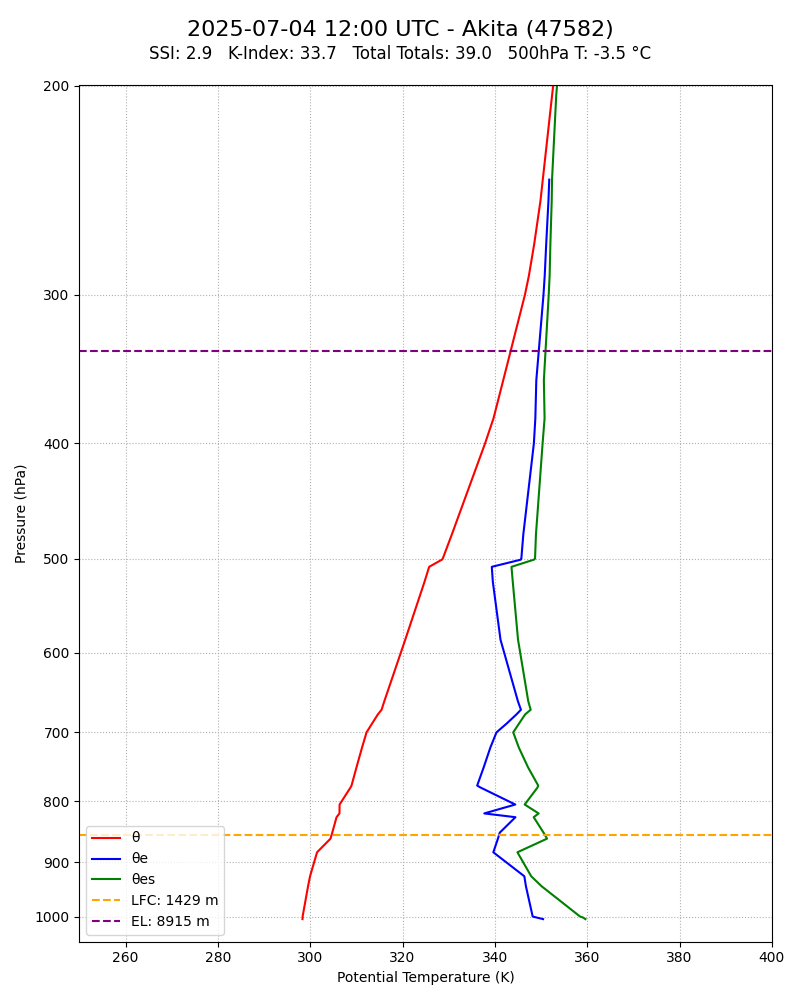 2025-07-04 12:00 UTC - Akita (47582)
SSI: 2.9   K-Index: 33.7   Total Totals: 39.0   500hPa T: -3.5 °C
200
300
400
500
600
700
800
900
1000
Pressure (hPa)
θ
θe
θes
LFC: 1429 m
EL: 8915 m
260 280 300 320 340 360 380 400
Potential Temperature (K)